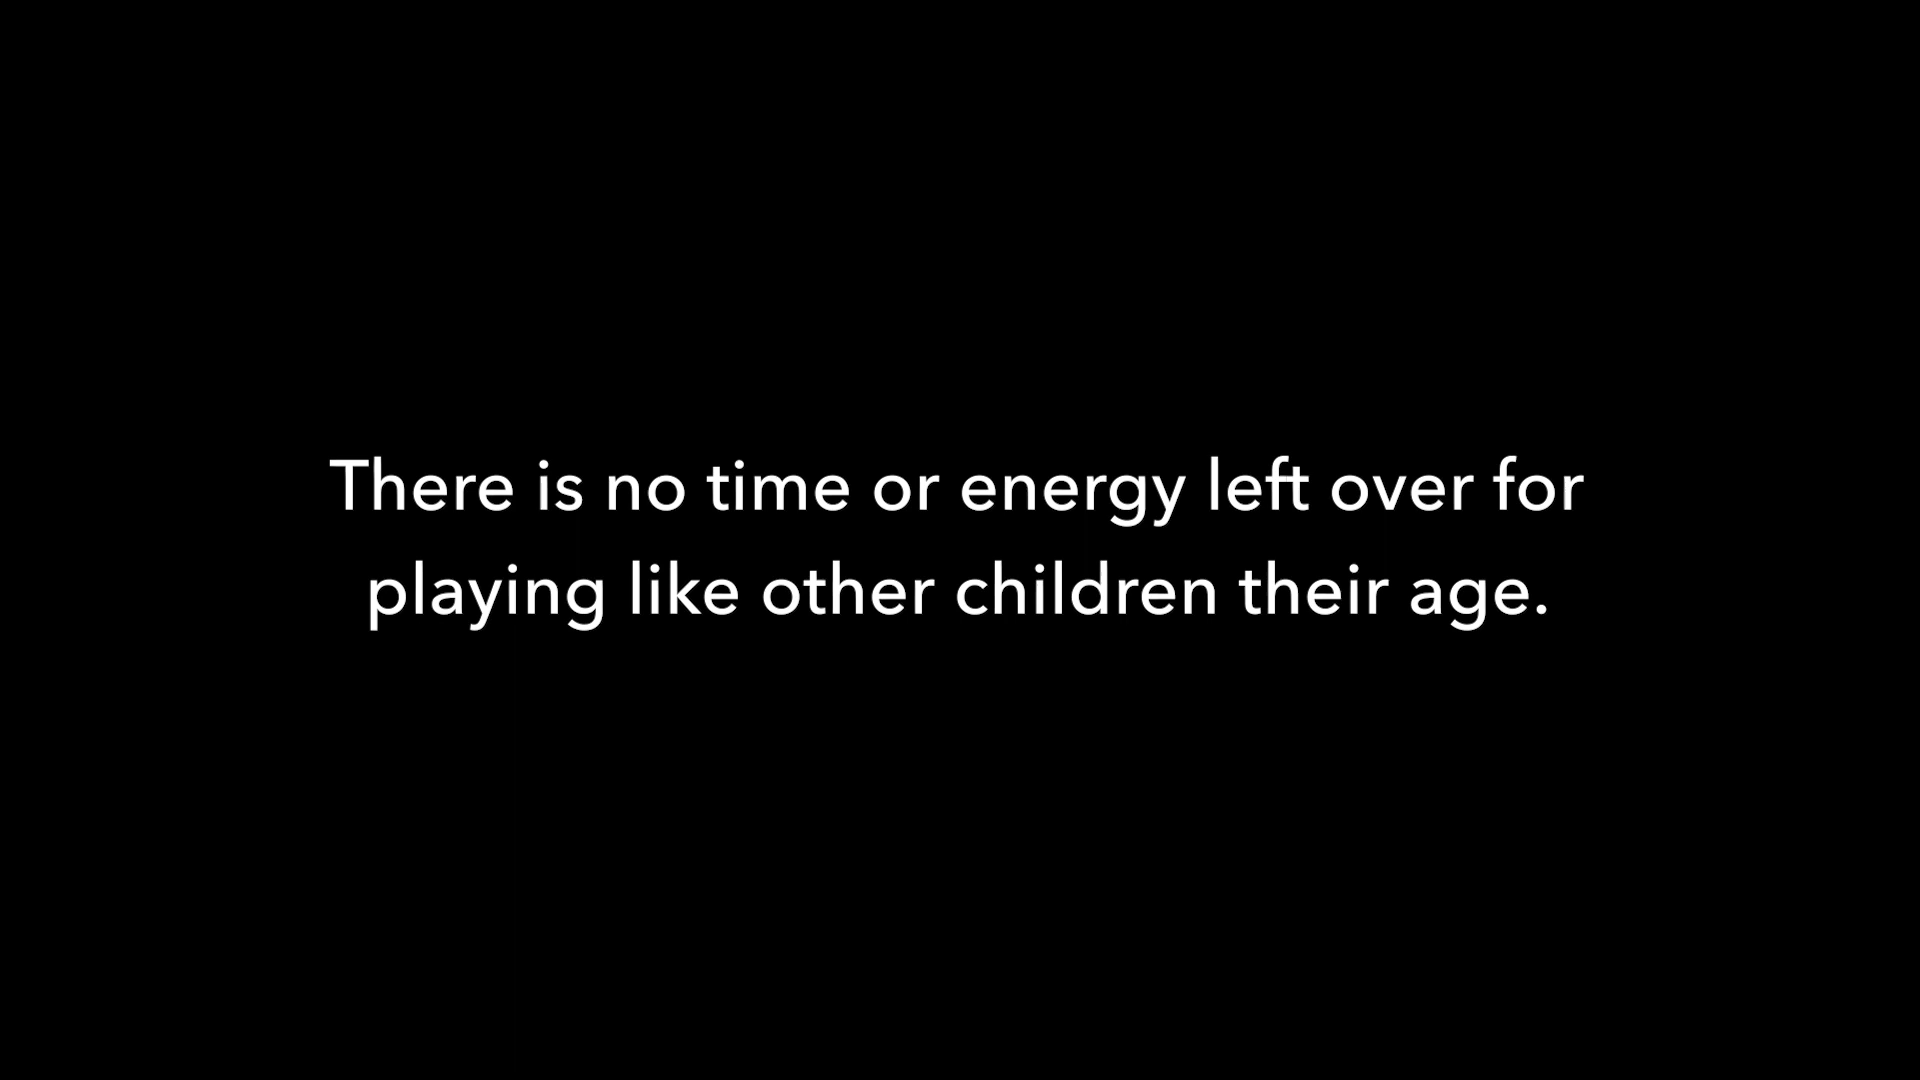 There is no time or energy left over for
playing like other children their age.